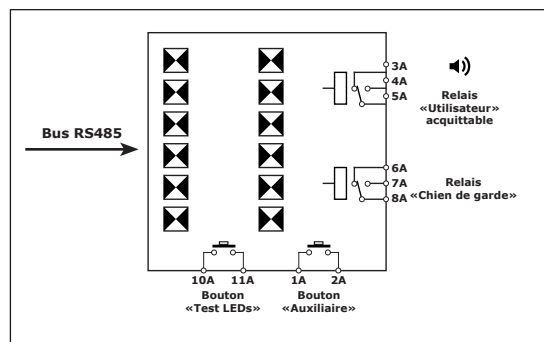 3A
4A
5A
Relais
«Utilisateur»
acquittable
Bus RS485
6A
7A
8A
Relais
«Chien de garde»
10A 11A
1A 2A
Bouton
«Test LEDs»
Bouton
«Auxiliaire»